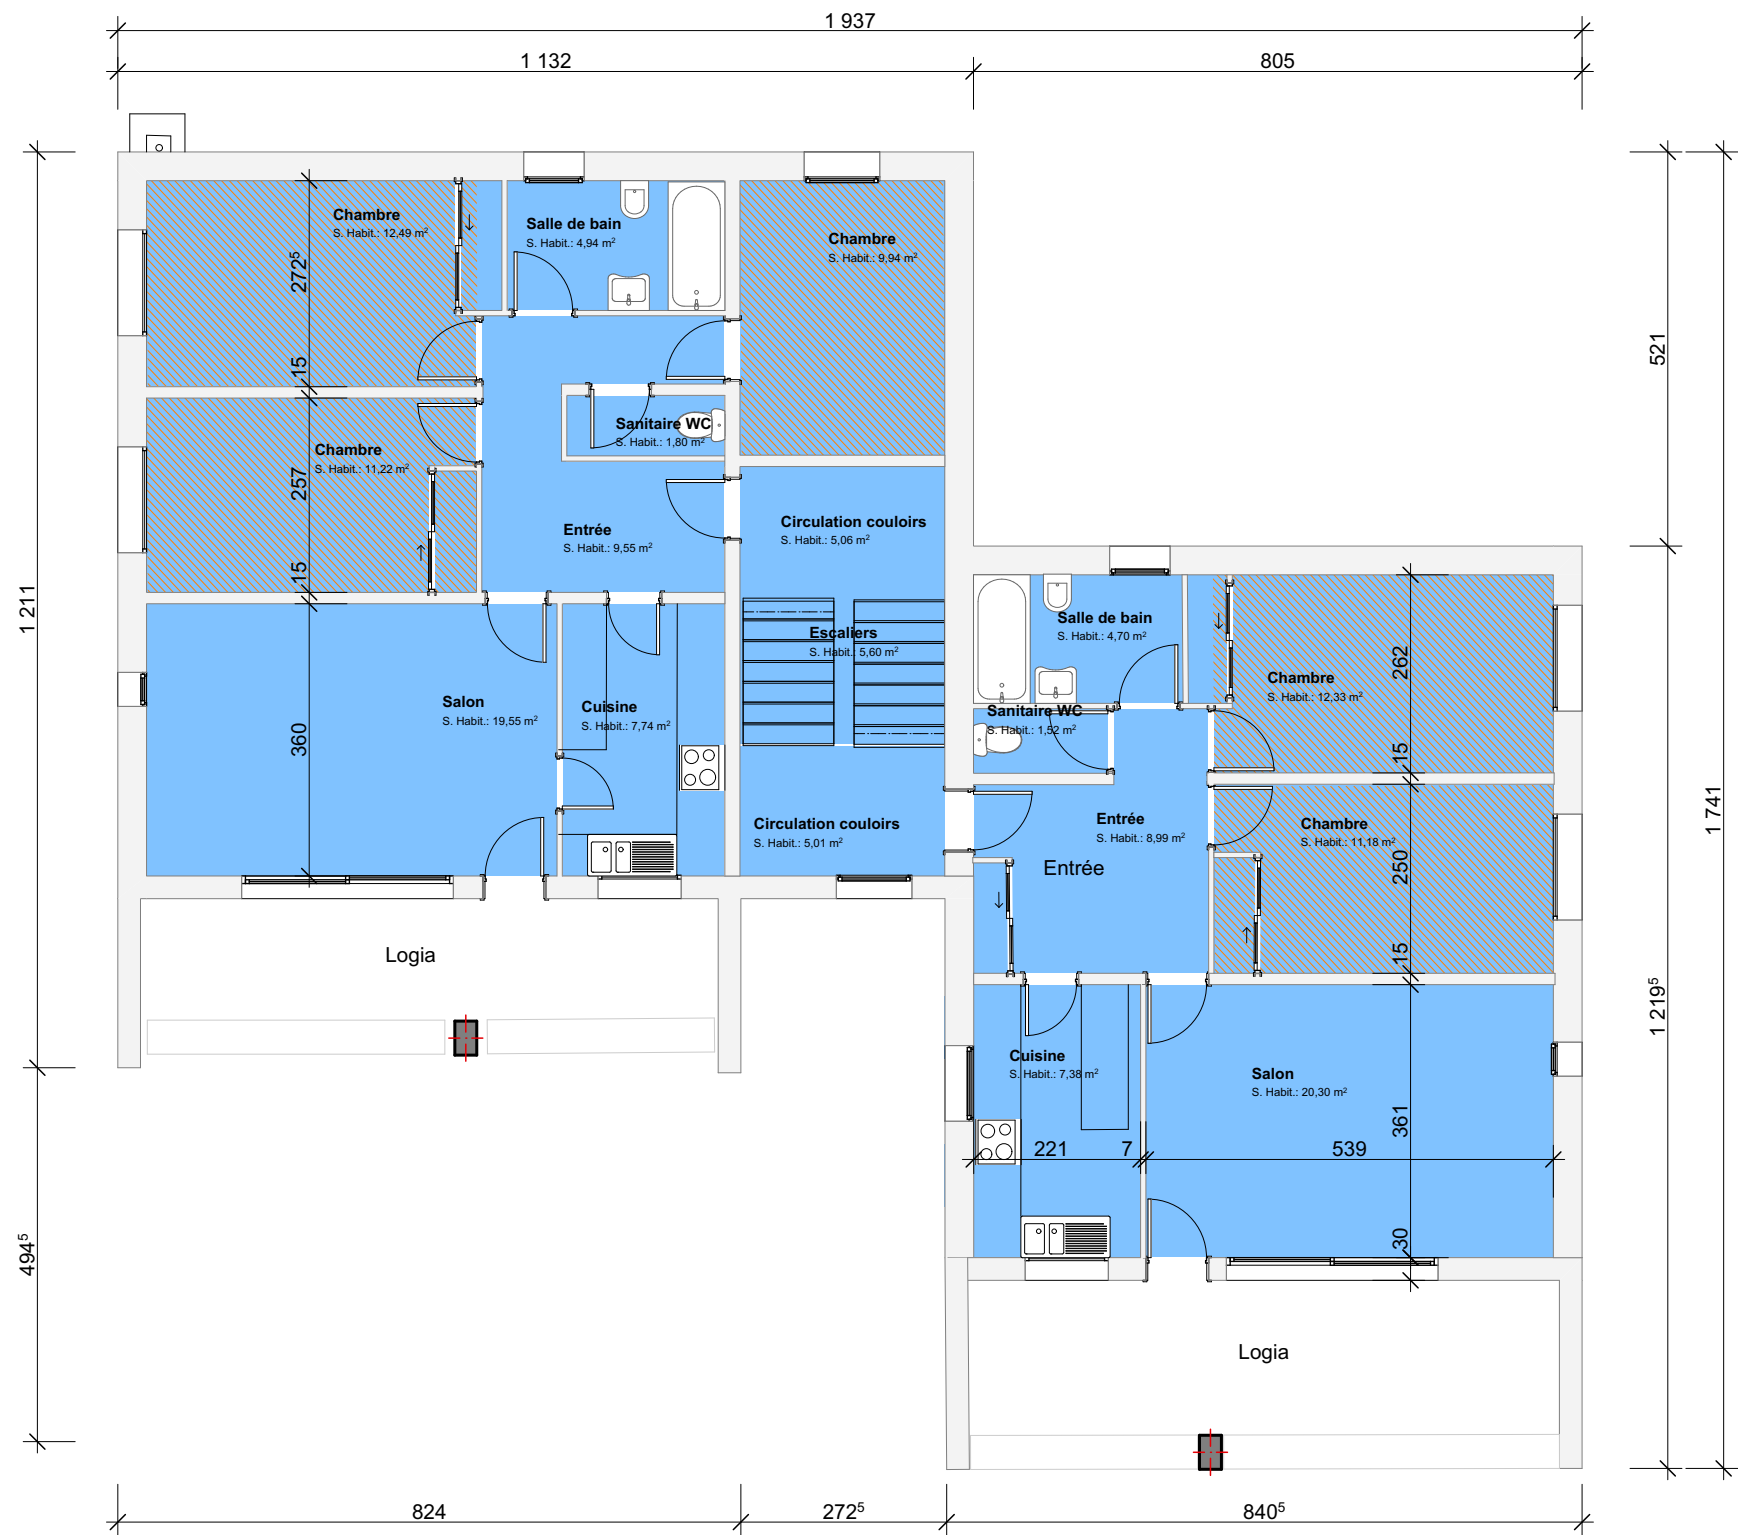 1 937
1 132
805
Chambre
S. Habit.: 12,49 m²
Salle de bain
S. Habit.: 4,94 m²
Chambre
S. Habit.: 9,94 m²
272⁵
15
521
Chambre
S. Habit.: 11,22 m²
Sanitaire WC
S. Habit.: 1,80 m²
257
Entrée
S. Habit.: 9,55 m²
Circulation couloirs
S. Habit.: 5,06 m²
15
1 211
Escaliers
S. Habit.: 5,60 m²
Salle de bain
S. Habit.: 4,70 m²
262
Chambre
S. Habit.: 12,33 m²
Salon
S. Habit.: 19,55 m²
Cuisine
S. Habit.: 7,74 m²
Sanitaire WC
S. Habit.: 1,52 m²
360
15
1 741
Circulation couloirs
S. Habit.: 5,01 m²
Entrée
S. Habit.: 8,99 m²
Chambre
S. Habit.: 11,18 m²
Entrée
250
Logia
15
1 219⁵
Cuisine
S. Habit.: 7,38 m²
Salon
S. Habit.: 20,30 m²
361
221
7
539
494⁵
30
Logia
824
272⁵
840⁵